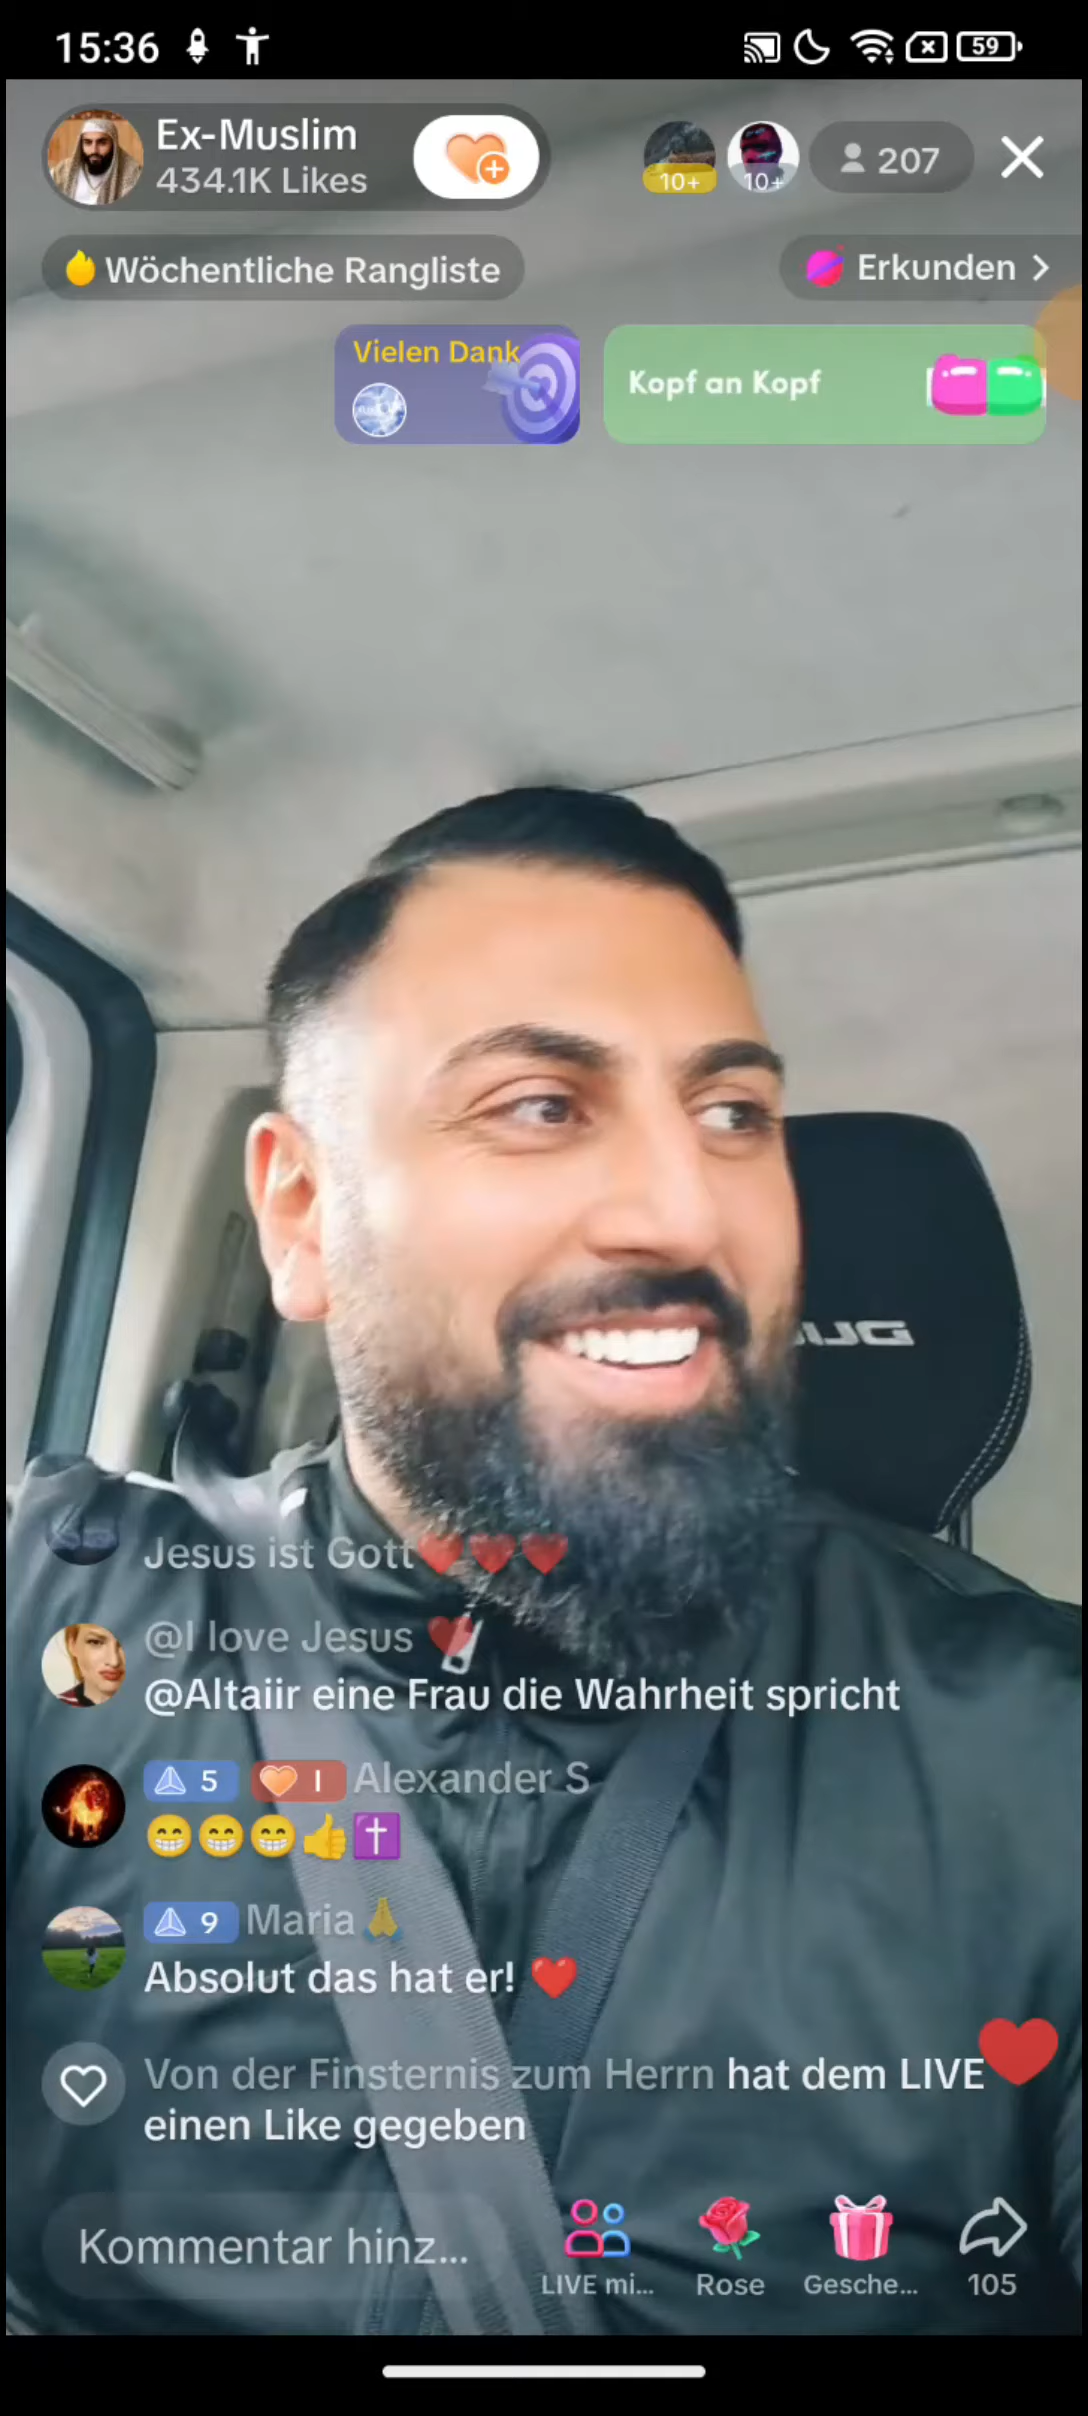 15:36
59
Ex-Muslim
434.1K Likes
10+
10+
207
Wöchentliche Rangliste
Erkunden >
Vielen Dank
Kopf an Kopf
Jesus ist Gott❤️❤️❤️
@I love Jesus ❤️
@Altaiir eine Frau die Wahrheit spricht
5 I Alexander S
😁😁😁👍✝️
9 Maria🙏
Absolut das hat er! ❤️
Von der Finsternis zum Herrn hat dem LIVE
einen Like gegeben
Kommentar hinz...
LIVE mi...
Rose
Gesche...
105